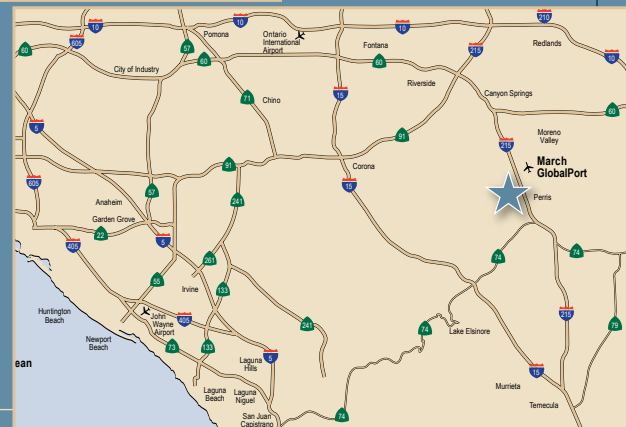 10
10
10
210
605
57
60
Pomona
Ontario
International
Airport
Fontana
60
215
Redlands
10
60
City of Industry
Riverside
15
71
Chino
Canyon Springs
60
5
91
Moreno
Valley
215
March
GlobalPort
91
Corona
15
605
57
241
Perris
Anaheim
Garden Grove
22
405
5
261
74
74
55
Irvine
133
Huntington
Beach
John
Wayne
Airport
405
241
74
Lake Elsinore
215
79
Newport
Beach
73
133
Laguna
Hills
5
15
ean
Laguna
Beach
Laguna
Niguel
Murrieta
Temecula
San Juan
Capistrano
74